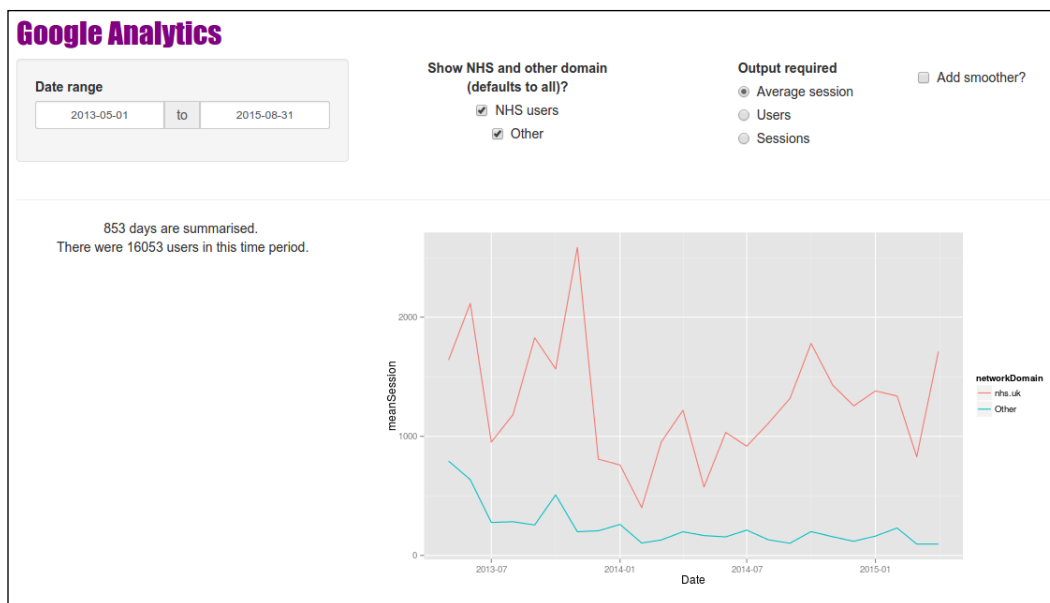 Google Analytics
Date range
2013-05-01 to 2015-08-31
Show NHS and other domain
(defaults to all)?
NHS users
Other
Output required
Average session
Users
Sessions
Add smoother?
853 days are summarised.
There were 16053 users in this time period.
meanSession
2000
1000
0
2013-07 2014-01 2014-07 2015-01
Date
networkDomain
nhs.uk
Other